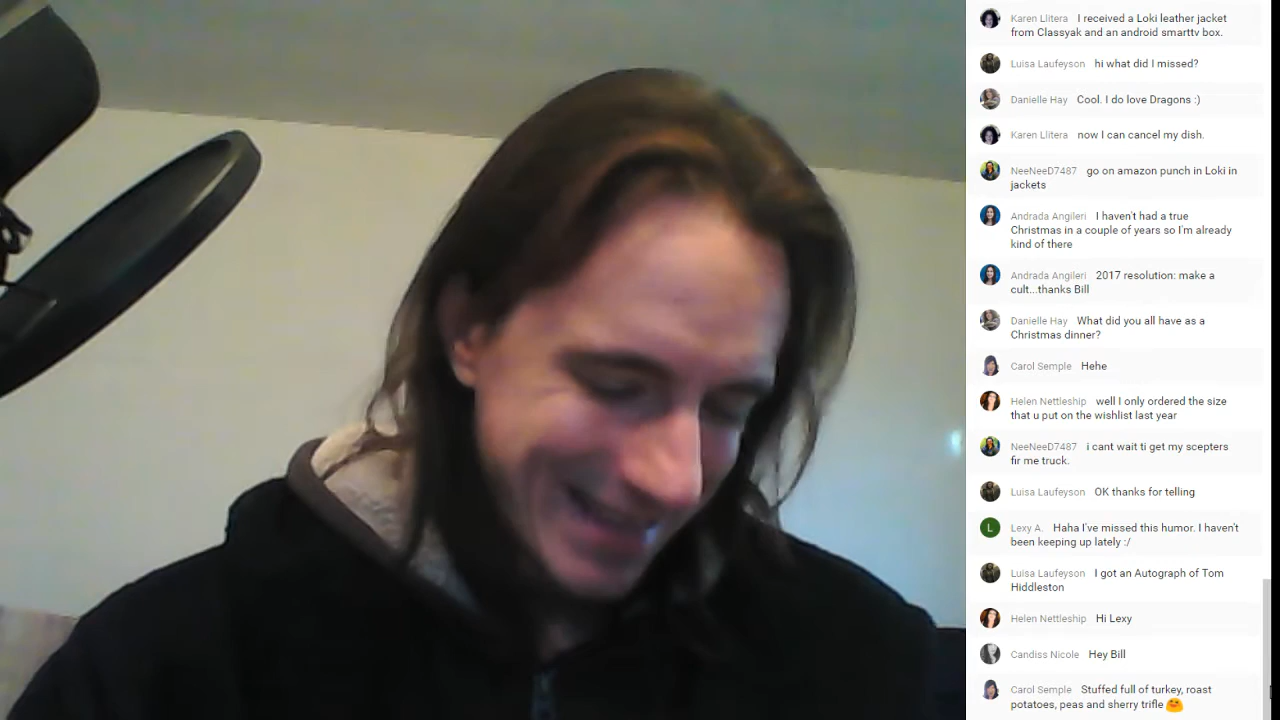 Karen Llitera I received a Loki leather jacket
from Classyak and an android smarttv box.
Luisa Laufeyson hi what did I missed?
Danielle Hay Cool. I do love Dragons :)
Karen Llitera now I can cancel my dish.
NeeNeeD7487 go on amazon punch in Loki in
jackets
Andrada Angileri I haven't had a true
Christmas in a couple of years so I'm already
kind of there
Andrada Angileri 2017 resolution: make a
cult...thanks Bill
Danielle Hay What did you all have as a
Christmas dinner?
Carol Semple Hehe
Helen Nettleship well I only ordered the size
that u put on the wishlist last year
NeeNeeD7487 i cant wait ti get my scepters
fir me truck.
Luisa Laufeyson OK thanks for telling
L Lexy A. Haha I've missed this humor. I haven't
been keeping up lately :/
Luisa Laufeyson I got an Autograph of Tom
Hiddleston
Helen Nettleship Hi Lexy
Candiss Nicole Hey Bill
Carol Semple Stuffed full of turkey, roast
potatoes, peas and sherry trifle